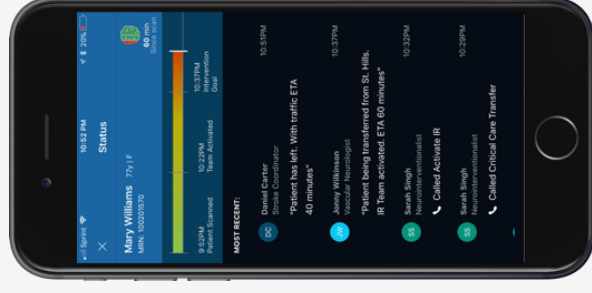 Sprint 10:52 PM 20%
Status
Mary Williams 77y | F
MRN: 100201570
60 min
Since scan
9:52PM
Patient Scanned
10:22PM
Team Activated
10:37PM
Intervention
Goal
MOST RECENT:
DC
Daniel Carter
Stroke Coordinator
10:51PM
"Patient has left. With traffic ETA
40 minutes"
JW
Jonny Wilkinson
Vascular Neurologist
10:37PM
"Patient being transferred from St. Hills.
IR Team activated. ETA 60 minutes"
SS
Sarah Singh
Neurointerventionalist
10:32PM
Called Activate IR
SS
Sarah Singh
Neurointerventionalist
10:29PM
Called Critical Care Transfer